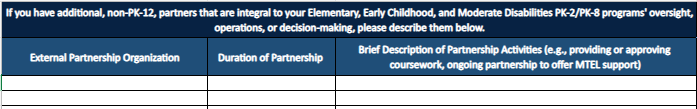 If you have additional, non-PK-12, partners that are integral to your Elementary, Early Childhood, and Moderate Disabilities PK-2/PK-8 programs' oversight,
operations, or decision-making, please describe them below.
External Partnership Organization
Duration of Partnership
Brief Description of Partnership Activities (e.g., providing or approving
coursework, ongoing partnership to offer MTEL support)